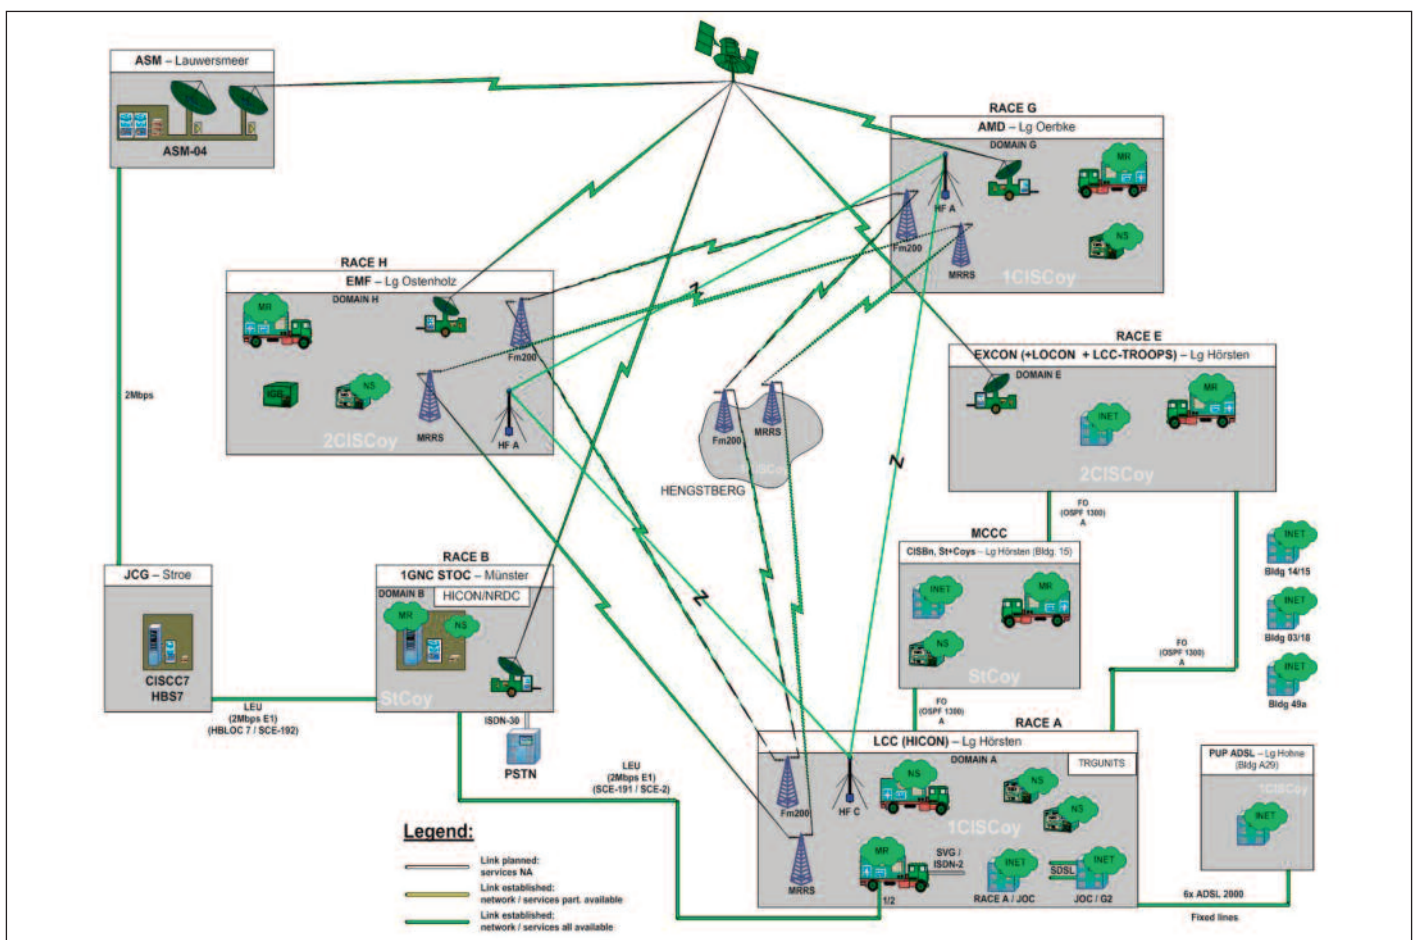 ASM – Lauwersmeer
ASM-04
RACE G
AMD – Lg Oerbke
DOMAIN G
MR
HF A
Fm200
MRRS
NS
1CISCoy
RACE H
EMF – Lg Ostenholz
DOMAIN H
MR
Fm200
IGB
NS
MRRS
HF A
2CISCoy
Z
RACE E
EXCON (+LOCON + LCC-TROOPS) – Lg Hörsten
DOMAIN E
MR
INET
2CISCoy
2Mbps
Fm200
MRRS
1CISCoy
HENGSTBERG
Z
FO
(OSPF 1300)
A
MCCC
CISBn, St+Coys – Lg Hörsten (Bldg. 15)
INET
MR
NS
StCoy
INET
Bldg 14/15
INET
Bldg 03/18
INET
Bldg 49a
FO
(OSPF 1300)
A
JCG – Stroe
CISCC7
HBS7
RACE B
1GNC STOC – Münster
DOMAIN B
HICON/NRDC
MR
NS
StCoy
Z
LEU
(2Mbps E1)
(HBLOC 7 / SCE-192)
ISDN-30
PSTN
FO
(OSPF 1300)
A
RACE A
LCC (HICON) – Lg Hörsten
DOMAIN A
TRGUNITS
Fm200
HF C
NS
NS
NS
1CISCoy
MRRS
MR
SVG /
ISDN-2
INET
SDSL
INET
1/2
RACE A / JOC
JOC / G2
LEU
(2Mbps E1)
(SCE-191 / SCE-2)
PUP ADSL – Lg Hohne
(Bldg A29)
1CISCoy
INET
6x ADSL 2000
Fixed lines
Legend:
Link planned:
services NA
Link established:
network / services part. available
Link established:
network / services all available